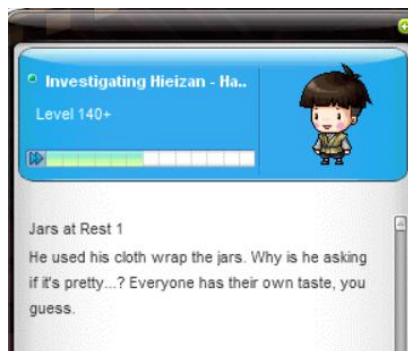 Investigating Hieizan - Ha..
Level 140+
Jars at Rest 1
He used his cloth wrap the jars. Why is he asking
if it's pretty...? Everyone has their own taste, you
guess.